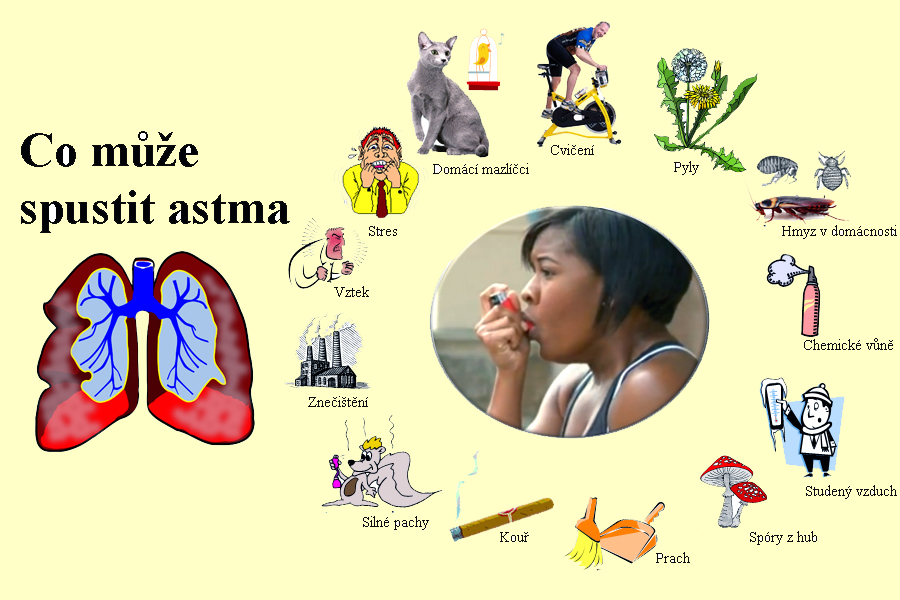 Co může
spustit astma
Domácí mazlíčci
Cvičení
Pyly
Hmyz v domácnosti
Chemické vůně
Studený vzduch
Spóry z hub
Prach
Kouř
Silné pachy
Znečištění
Vztek
Stres